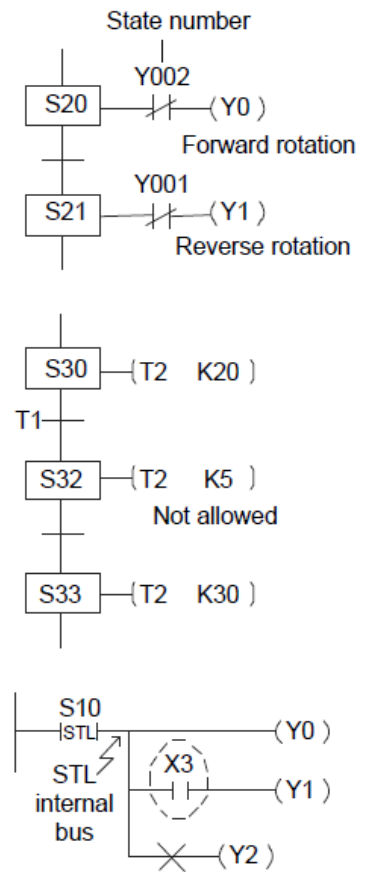 State number
Y002
S20 (Y0)
Forward rotation
Y001
S21 (Y1)
Reverse rotation
S30 (T2 K20)
T1
S32 (T2 K5)
Not allowed
S33 (T2 K30)
S10
STL (Y0)
STL X3
internal (Y1)
bus
(Y2)